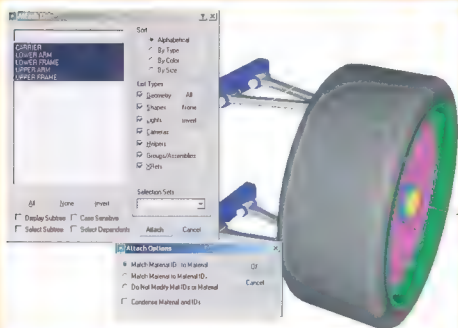 Sort
Alphabetical
By Type
By Color
By Size
CARRIER
LOWER ARM
LOWER FRAME
UPPER ARM
UPPER FRAME
List Types
Geometry All
Shapes None
Lights Invert
Cameras
Helpers
Groups/Assemblies
XRefs
Selection Sets
All None Invert
Display Subtree Case Sensitive
Select Subtree Select Dependents Attach Cancel
Attach Options
Match Material IDs to Material
Match Material to Material IDs
Do Not Modify Mat IDs or Material
Condense Material and IDs
OK
Cancel